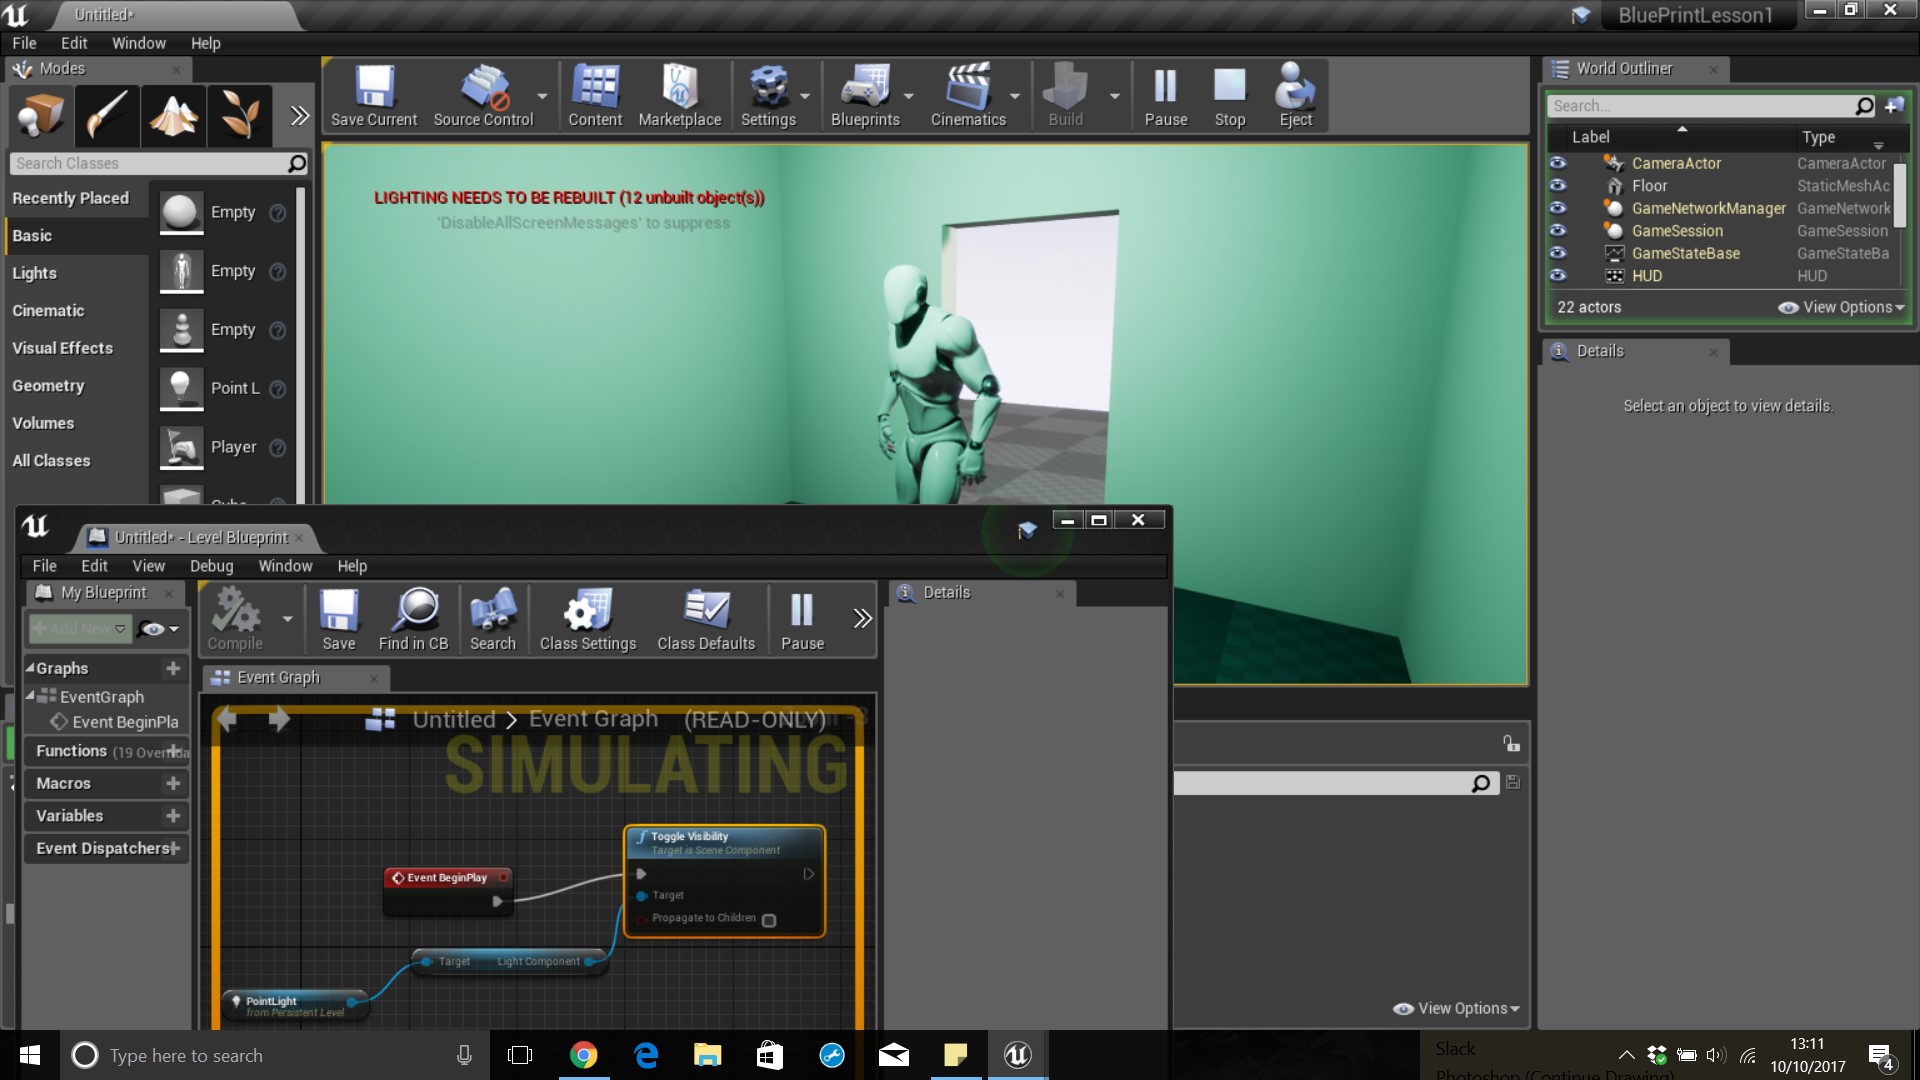 Untitled*
BluePrintLesson1
File Edit Window Help
Modes
World Outliner
Save Current Source Control Content Marketplace Settings Blueprints Cinematics Build Pause Stop Eject
Search...
Label Type
Search Classes
CameraActor CameraActor
Floor StaticMeshAc
GameNetworkManager GameNetwork
GameSession GameSession
GameStateBase GameStateBa
HUD HUD
22 actors View Options
Recently Placed
Basic
Lights
Cinematic
Visual Effects
Geometry
Volumes
All Classes
Empty
Empty
Empty
Point L
Player
LIGHTING NEEDS TO BE REBUILT (12 unbuilt object(s))
'DisableAllScreenMessages' to suppress
Details
Select an object to view details.
Untitled* - Level Blueprint
File Edit View Debug Window Help
My Blueprint
Add New
Compile Save Find in CB Search Class Settings Class Defaults Pause
Details
Graphs
EventGraph
Event BeginPla
Functions (19 Overrida
Macros
Variables
Event Dispatchers
Event Graph
Untitled > Event Graph (READ-ONLY)
SIMULATING
Toggle Visibility
Target is Scene Component
Target
Propagate to Children
Event BeginPlay
Target Light Component
PointLight
from Persistent Level
View Options
Type here to search
Slack
Photoshop (Continue Drawing)
13:11
10/10/2017
4